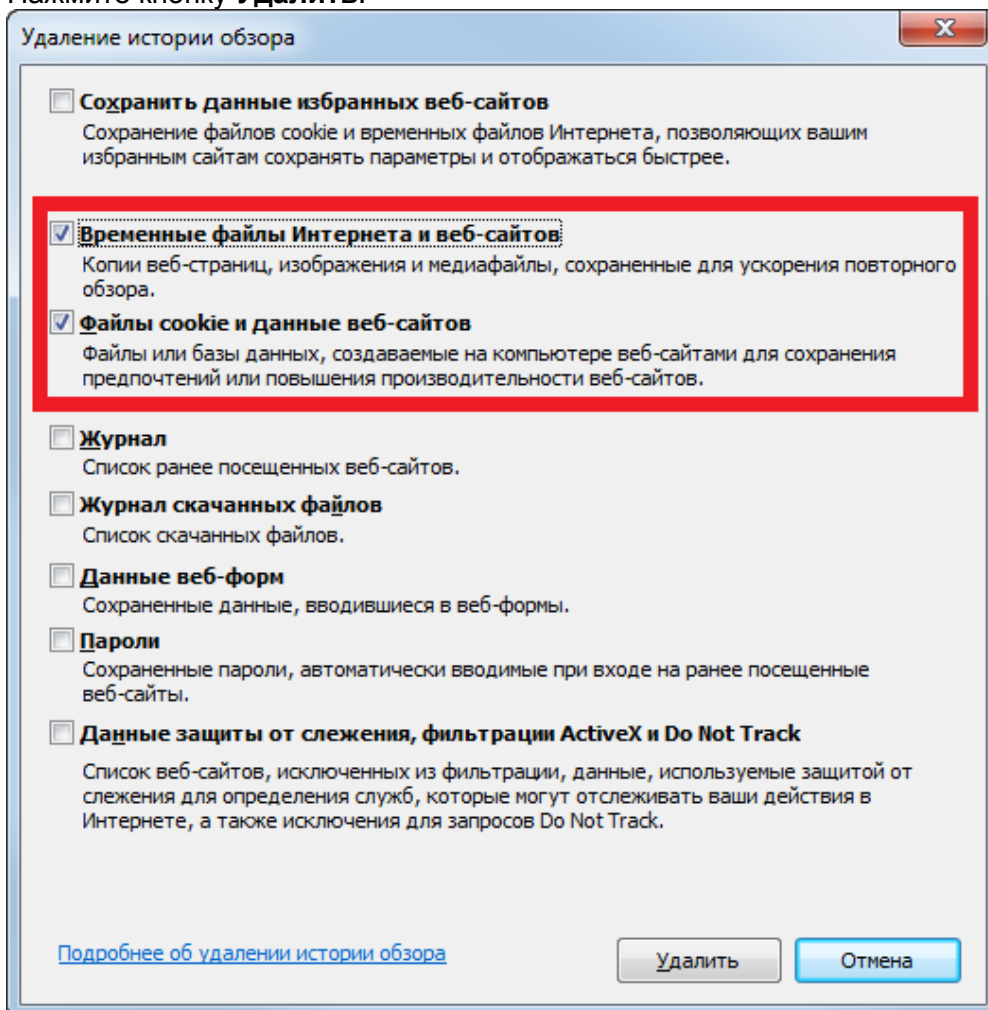 Нажмите кнопку Удалить.
Удаление истории обзора
Сохранить данные избранных веб-сайтов
Сохранение файлов cookie и временных файлов Интернета, позволяющих вашим
избранным сайтам сохранять параметры и отображаться быстрее.
Временные файлы Интернета и веб-сайтов
Копии веб-страниц, изображения и медиафайлы, сохраненные для ускорения повторного
обзора.
Файлы cookie и данные веб-сайтов
Файлы или базы данных, создаваемые на компьютере веб-сайтами для сохранения
предпочтений или повышения производительности веб-сайтов.
Журнал
Список ранее посещенных веб-сайтов.
Журнал скачанных файлов
Список скачанных файлов.
Данные веб-форм
Сохраненные данные, вводившиеся в веб-формы.
Пароли
Сохраненные пароли, автоматически вводимые при входе на ранее посещенные
веб-сайты.
Данные защиты от слежения, фильтрации ActiveX и Do Not Track
Список веб-сайтов, исключенных из фильтрации, данные, используемые защитой от
слежения для определения служб, которые могут отслеживать ваши действия в
Интернете, а также исключения для запросов Do Not Track.
Подробнее об удалении истории обзора
Удалить
Отмена